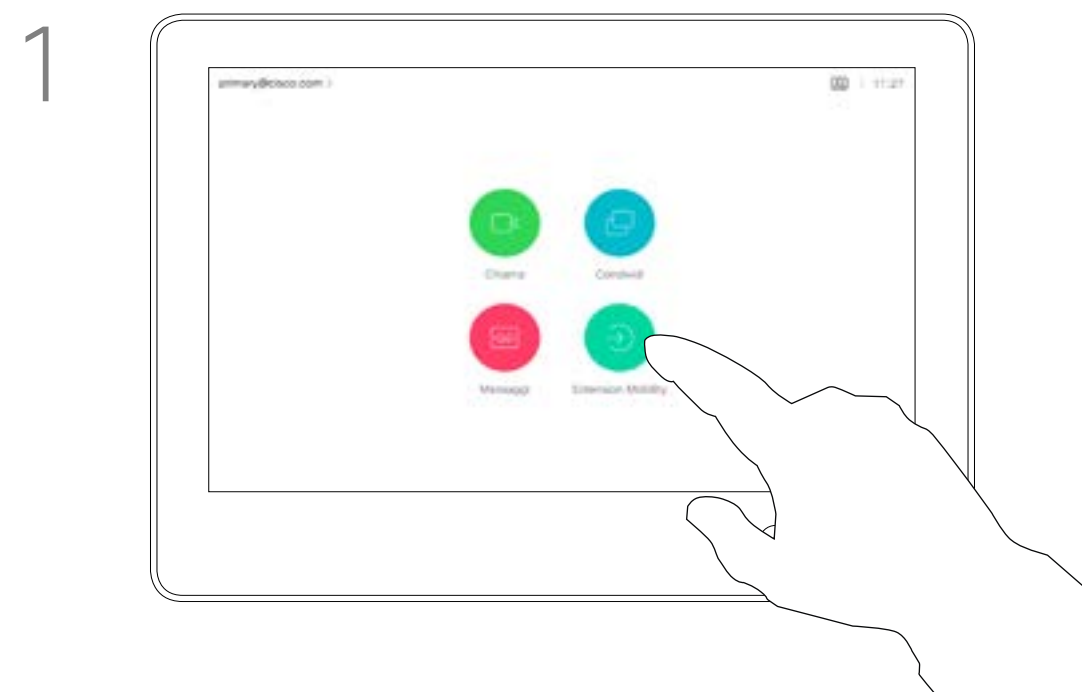 1
primary@cisco.com >
11:27
Chiama
Condividi
Messaggi
Extension Mobility